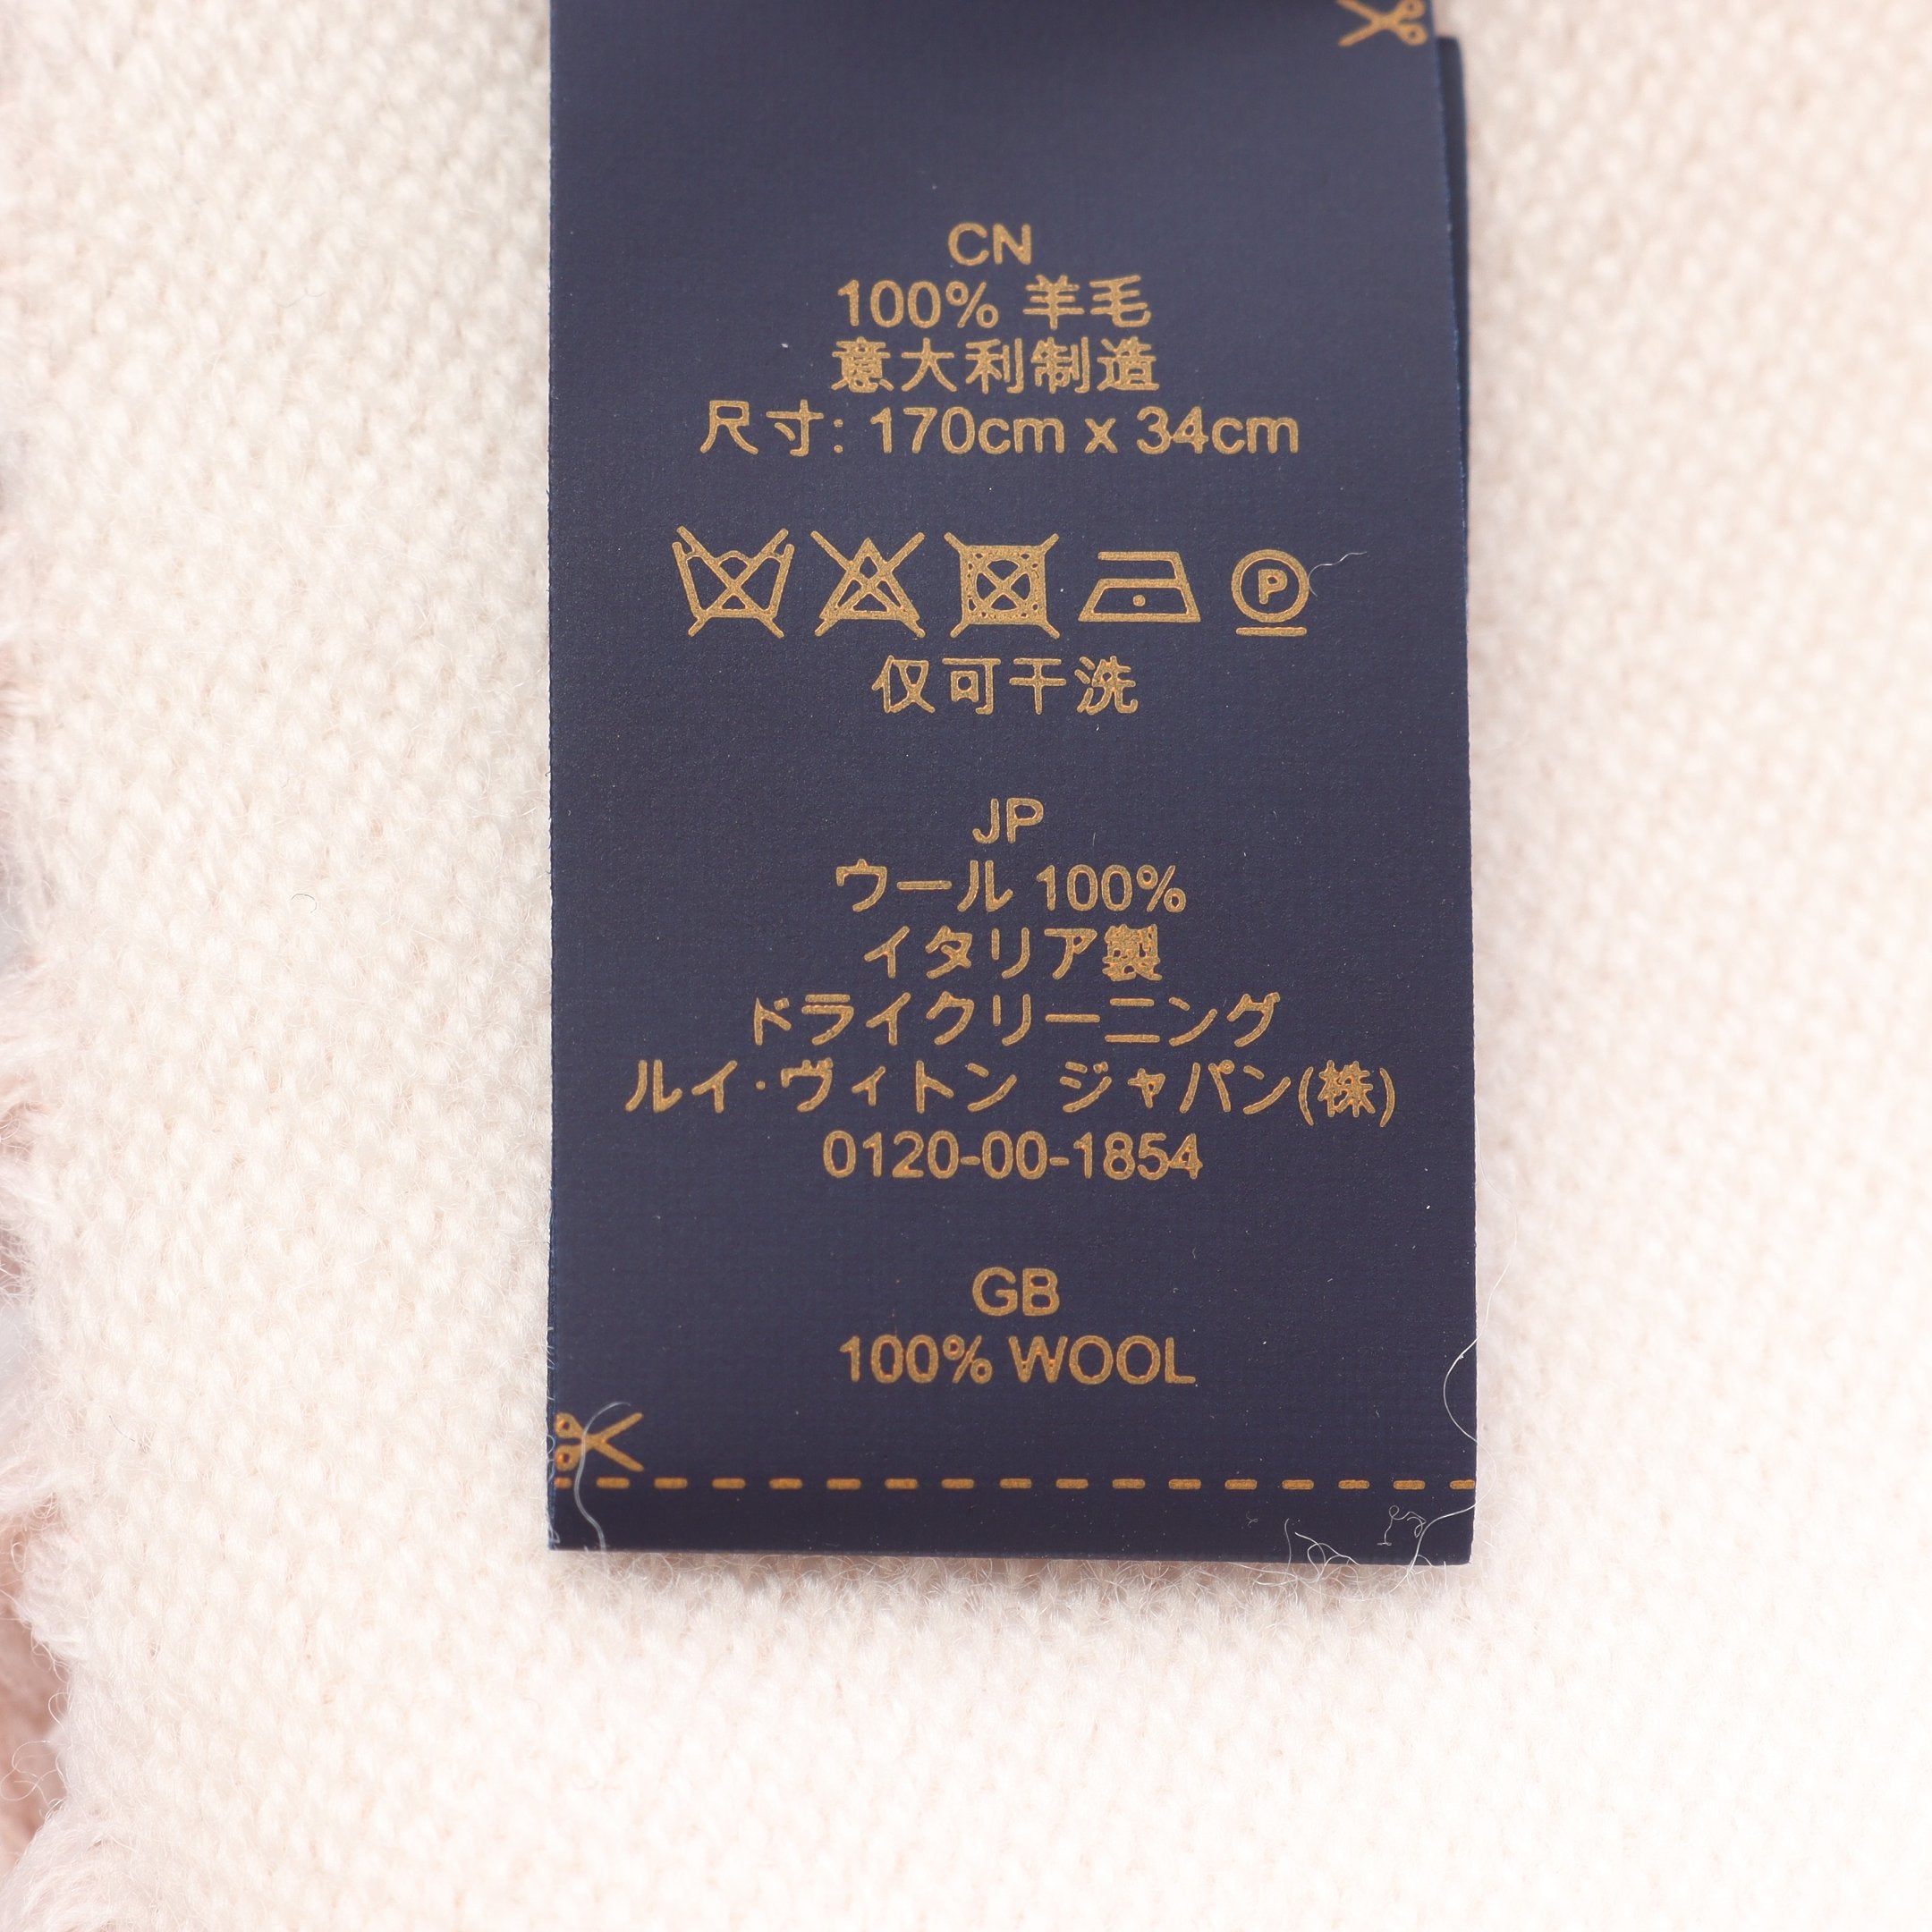 CN
100% 羊毛
意大利制造
尺寸: 170cm x 34cm
P
仅可干洗
JP
ウール 100%
イタリア製
ドライクリーニング
ルイ·ヴィトン ジャパン(株)
0120-00-1854
GB
100% WOOL